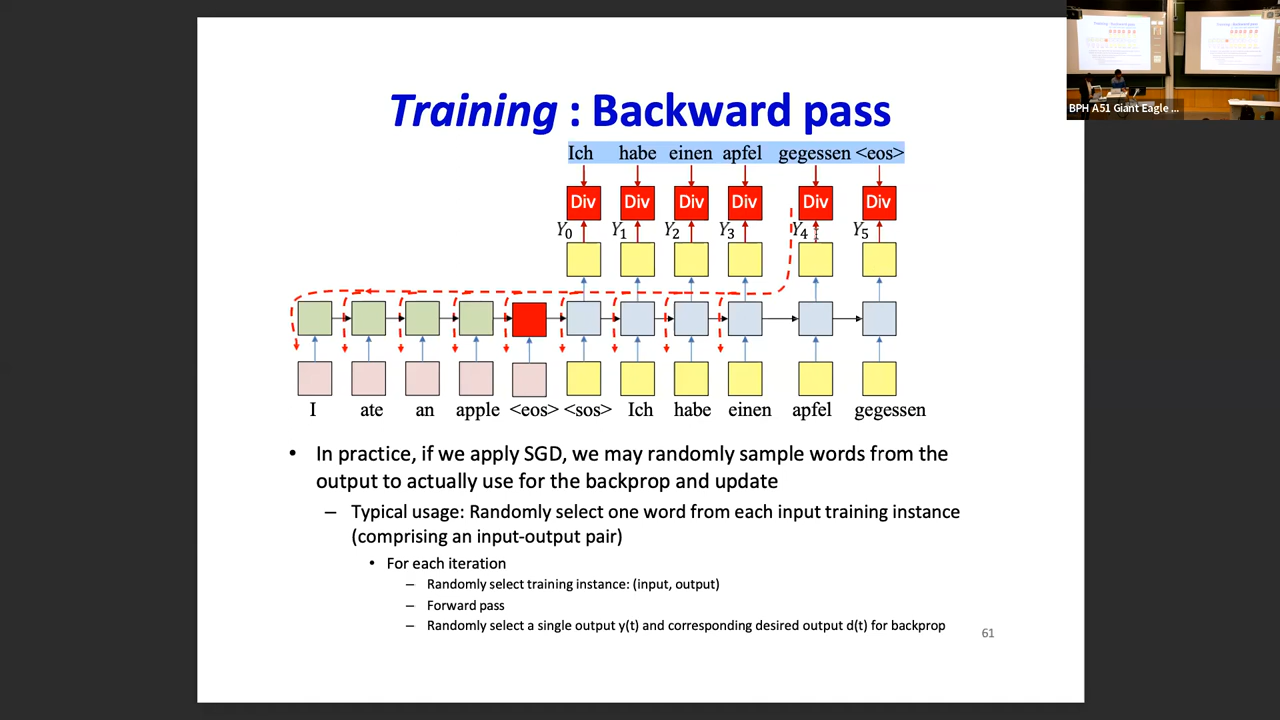 Training : Backward pass
BPH A51 Giant Eagle ...
Ich habe einen apfel gegessen <eos>
Div Div Div Div Div Div
Y0 Y1 Y2 Y3 Y4 Y5
I ate an apple <eos> <sos> Ich habe einen apfel gegessen
• In practice, if we apply SGD, we may randomly sample words from the
output to actually use for the backprop and update
– Typical usage: Randomly select one word from each input training instance
(comprising an input-output pair)
• For each iteration
– Randomly select training instance: (input, output)
– Forward pass
– Randomly select a single output y(t) and corresponding desired output d(t) for backprop
61